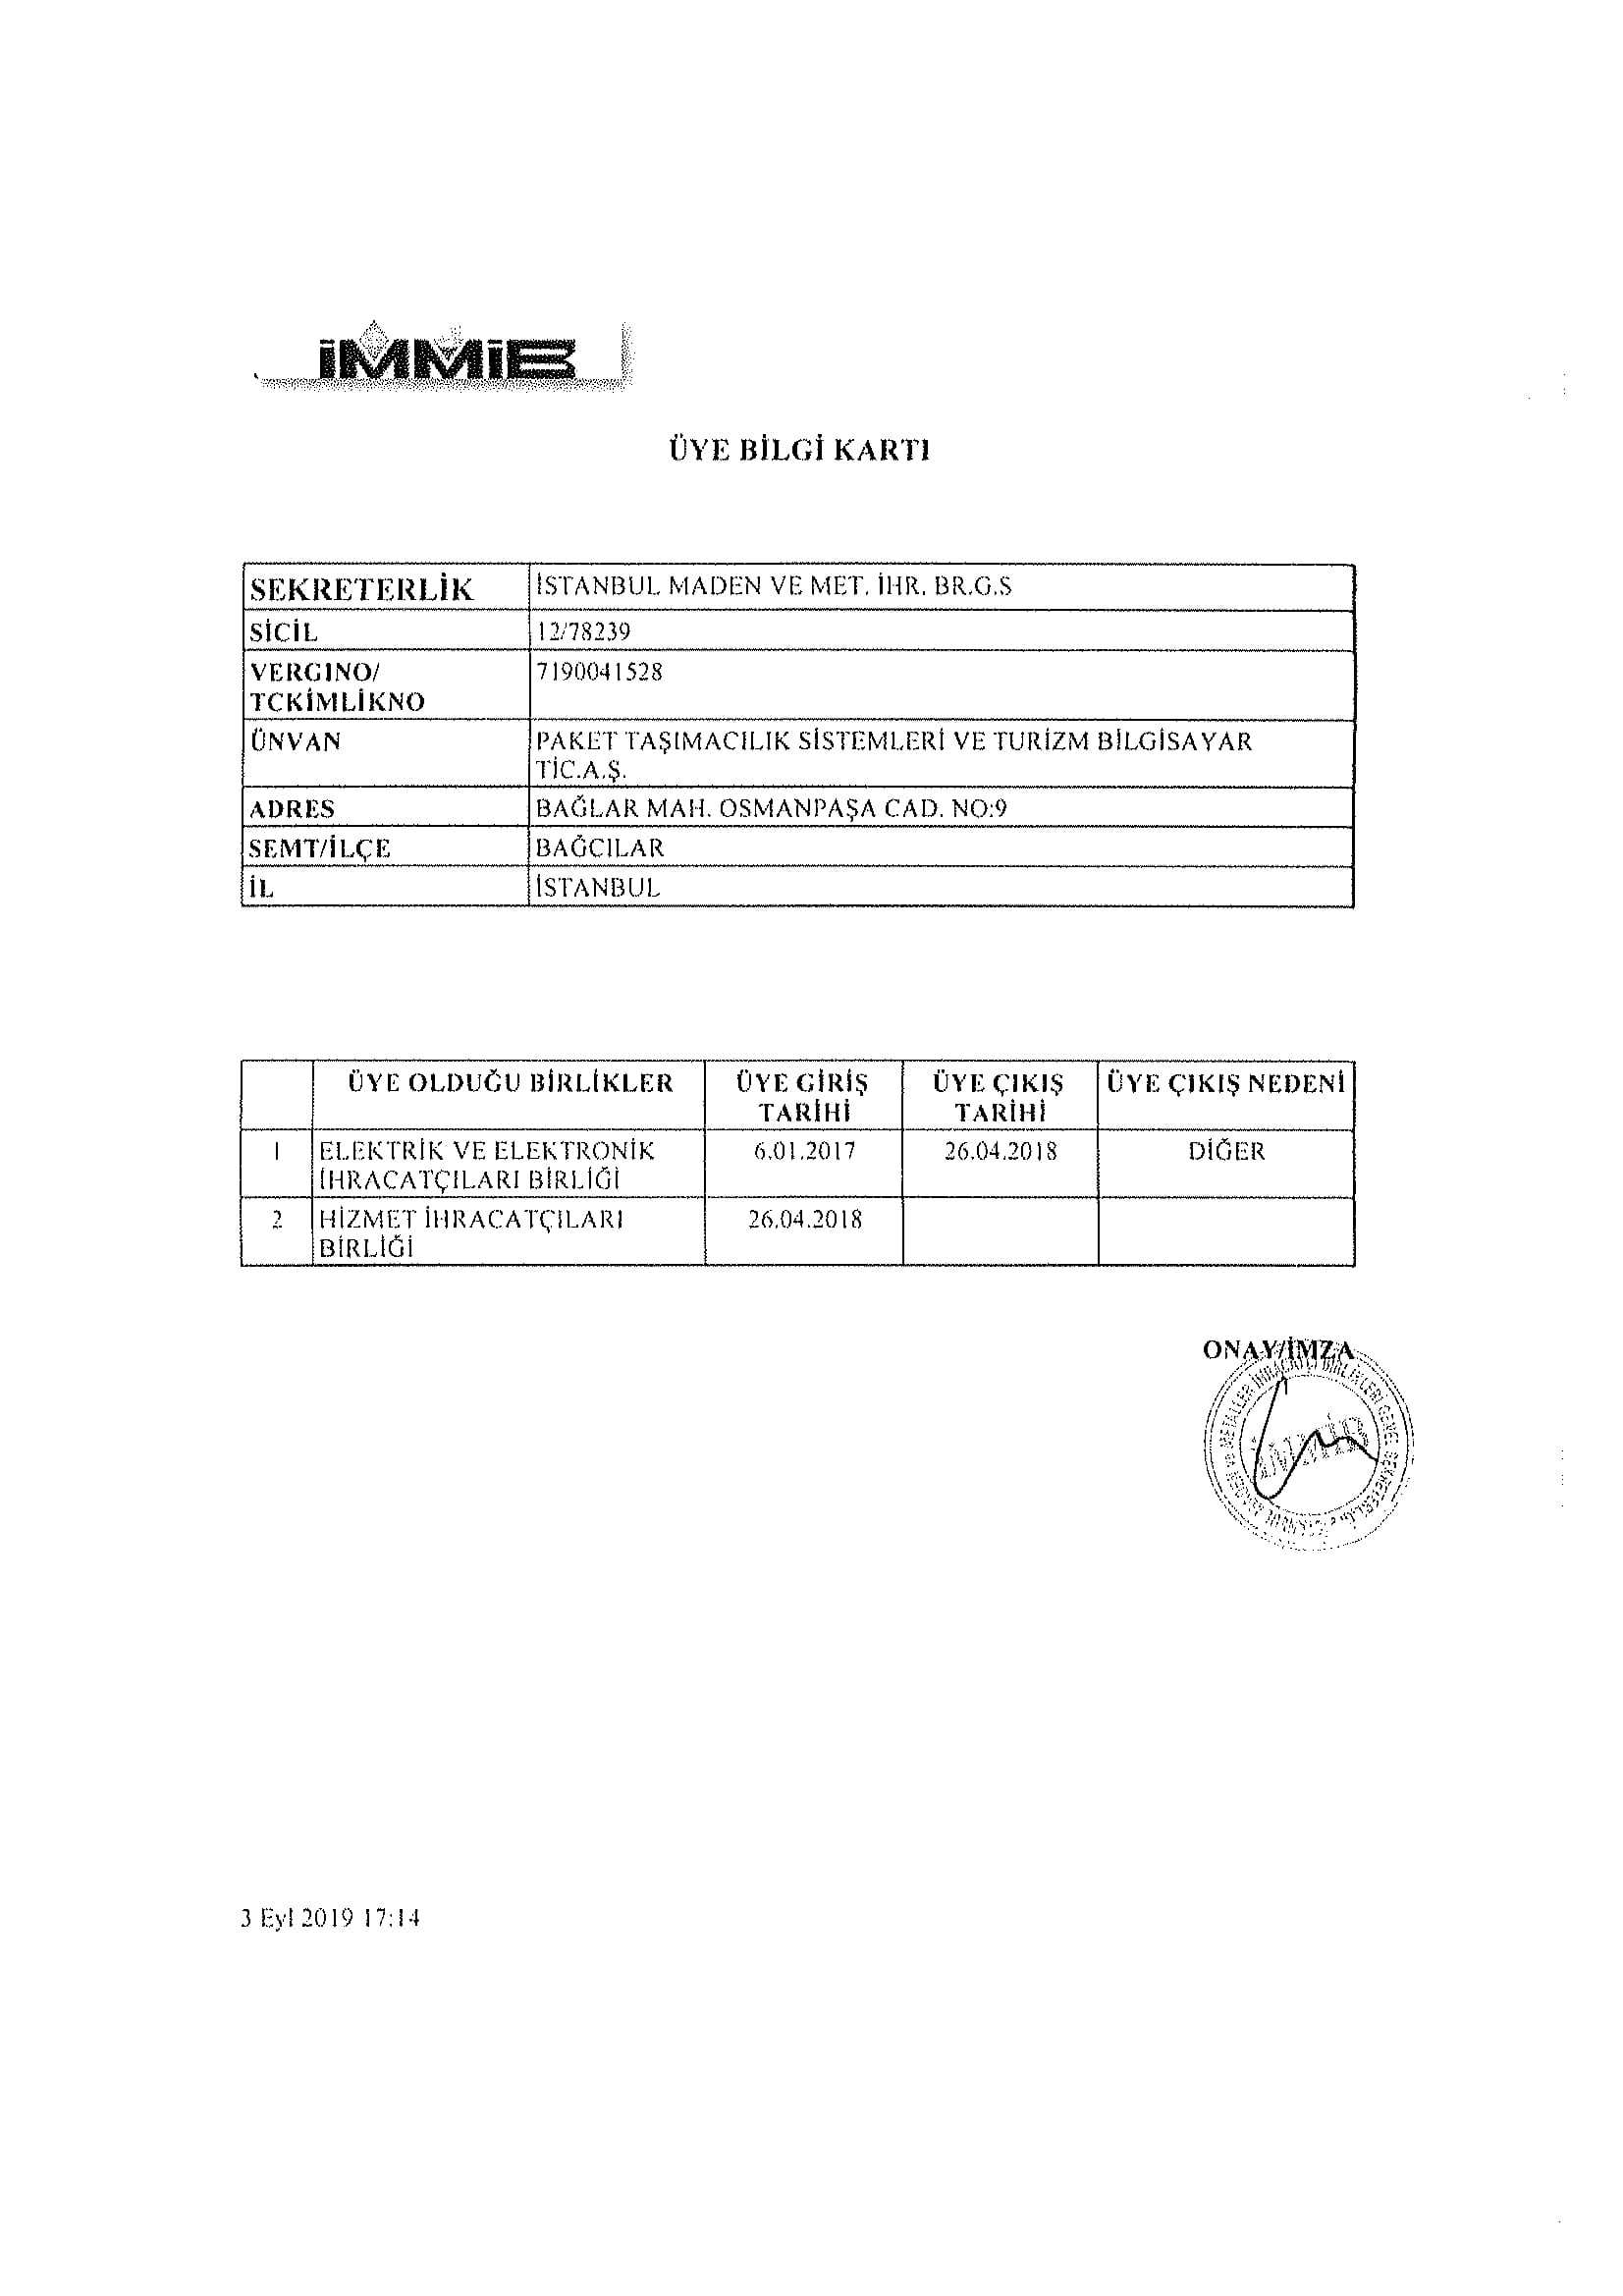 İMMİB
ÜYE BİLGİ KARTI
SEKRETERLİK İSTANBUL MADEN VE MET. İHR. BR.G.S
SİCİL 12/78239
VERGINO/
TCKİMLİKNO
7190041528
ÜNVAN
PAKET TAŞIMACILIK SİSTEMLERİ VE TURİZM BİLGİSAYAR
TİC.A.Ş.
ADRES BAĞLAR MAH. OSMANPAŞA CAD. NO:9
SEMT/İLÇE BAĞCILAR
İL İSTANBUL
ÜYE OLDUĞU BİRLİKLER
ÜYE GİRİŞ
TARİHİ
ÜYE ÇIKIŞ
TARİHİ
ÜYE ÇIKIŞ NEDENİ
1
ELEKTRİK VE ELEKTRONİK
İHRACATÇILARI BİRLİĞİ
6.01.2017
26.04.2018
DİĞER
2
HİZMET İHRACATÇILARI
BİRLİĞİ
26.04.2018
ONAY/İMZA
METALLER İHRACATÇI BİRLİKLERİ GENEL SEKRETERLİĞİ
İMMİB
3 Eyl 2019 17:14